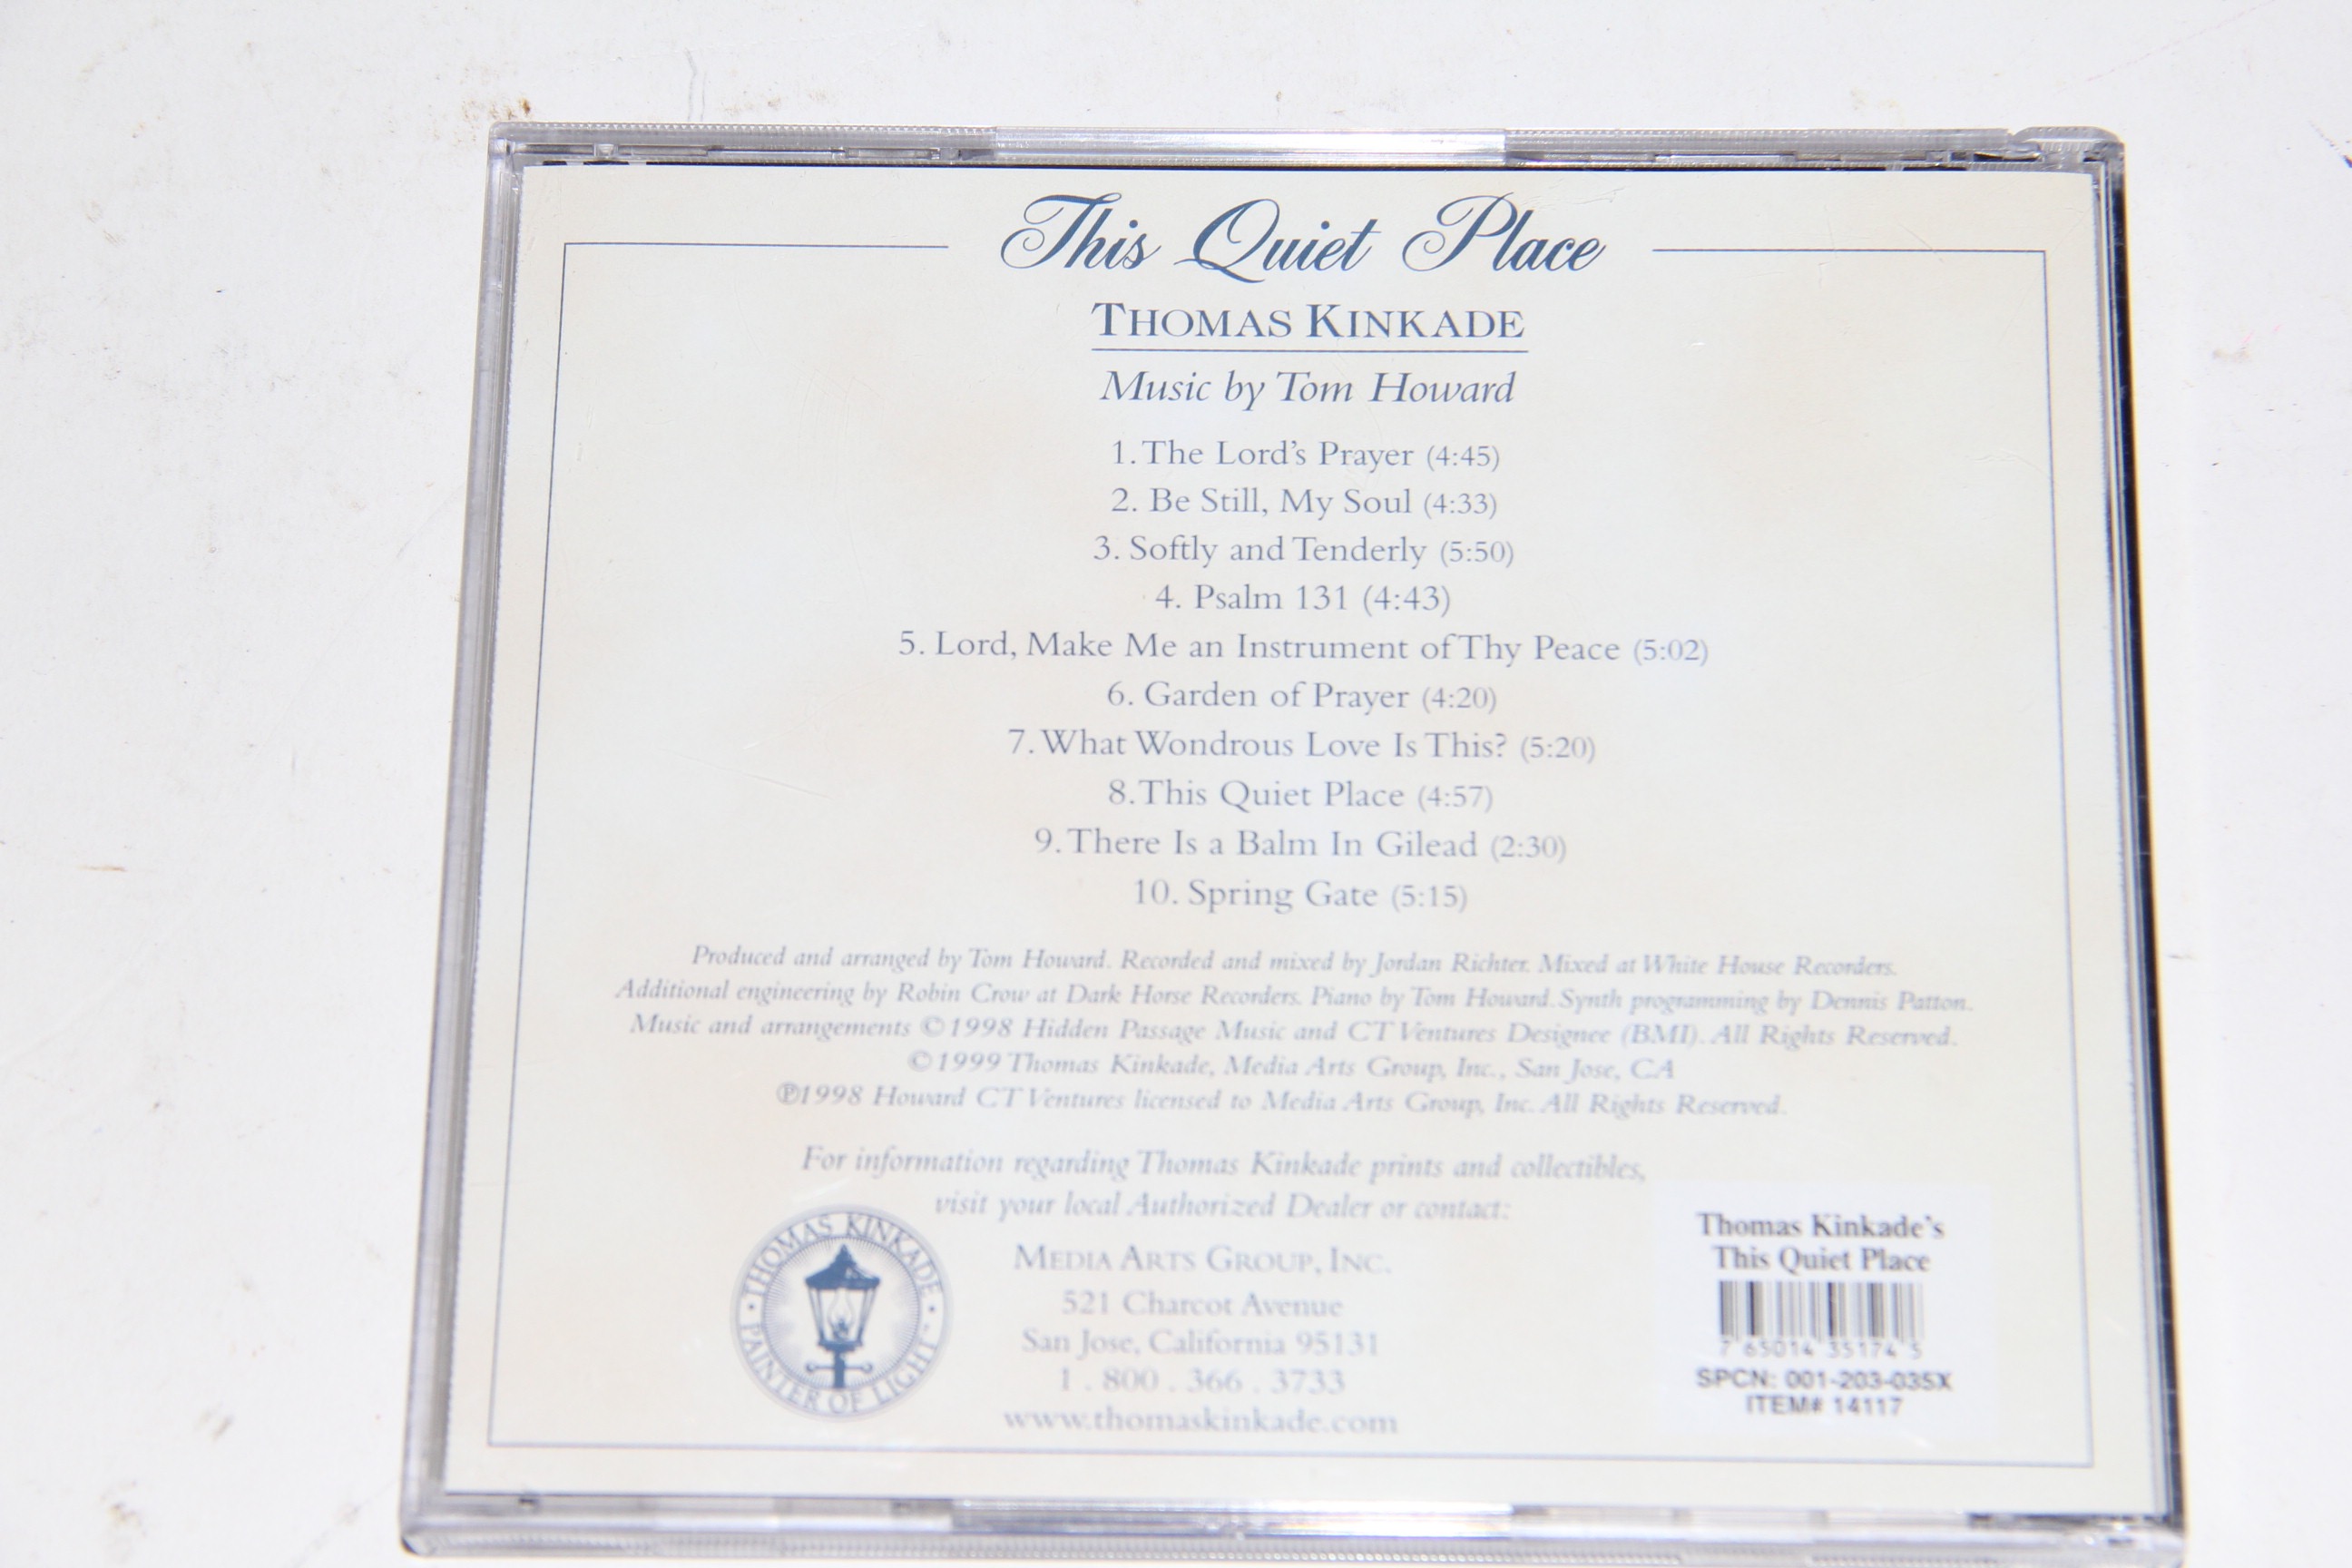 This Quiet Place
THOMAS KINKADE
Music by Tom Howard
1. The Lord's Prayer (4:45)
2. Be Still, My Soul (4:33)
3. Softly and Tenderly (5:50)
4. Psalm 131 (4:43)
5. Lord, Make Me an Instrument of Thy Peace (5:02)
6. Garden of Prayer (4:20)
7. What Wondrous Love Is This? (5:20)
8. This Quiet Place (4:57)
9. There Is a Balm In Gilead (2:30)
10. Spring Gate (5:15)
Produced and arranged by Tom Howard. Recorded and mixed by Jordan Richter. Mixed at White House Recorders.
Additional engineering by Robin Crow at Dark Horse Recorders. Piano by Tom Howard. Synth programming by Dennis Patton.
Music and arrangements ©1998 Hidden Passage Music and CT Ventures Designee (BMI). All Rights Reserved.
©1999 Thomas Kinkade, Media Arts Group, Inc., San Jose, CA
℗1998 Howard CT Ventures licensed to Media Arts Group, Inc. All Rights Reserved.
For information regarding Thomas Kinkade prints and collectibles,
visit your local Authorized Dealer or contact:
MEDIA ARTS GROUP, INC.
521 Charcot Avenue
San Jose, California 95131
1 . 800 . 366 . 3733
www.thomaskinkade.com
THOMAS KINKADE • PAINTER OF LIGHT •
Thomas Kinkade's
This Quiet Place
7 65014 35174 5
SPCN: 001-203-035X
ITEM# 14117